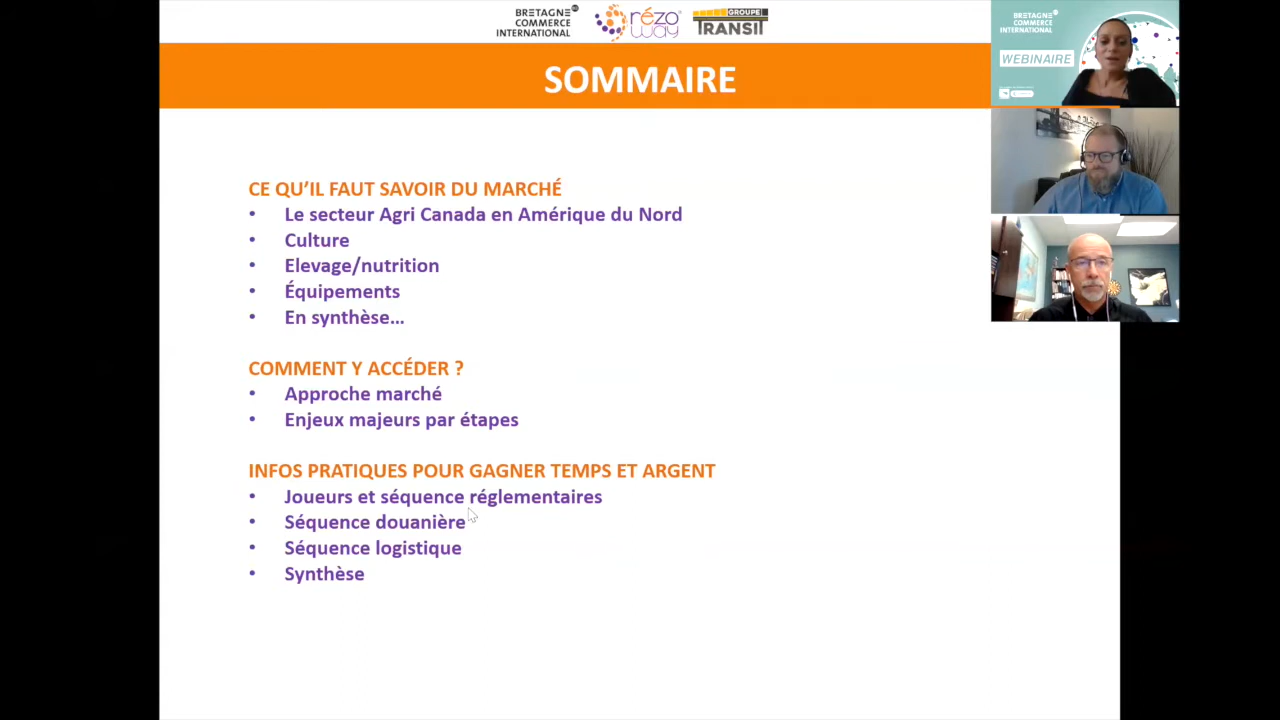 BRETAGNE
COMMERCE
INTERNATIONAL
rézo
way
GROUPE
TRANSIT
SOMMAIRE
BRETAGNE
COMMERCE
INTERNATIONAL
WEBINAIRE
CE QU'IL FAUT SAVOIR DU MARCHÉ
• Le secteur Agri Canada en Amérique du Nord
• Culture
• Elevage/nutrition
• Équipements
• En synthèse...
COMMENT Y ACCÉDER ?
• Approche marché
• Enjeux majeurs par étapes
INFOS PRATIQUES POUR GAGNER TEMPS ET ARGENT
• Joueurs et séquence réglementaires
• Séquence douanière
• Séquence logistique
• Synthèse